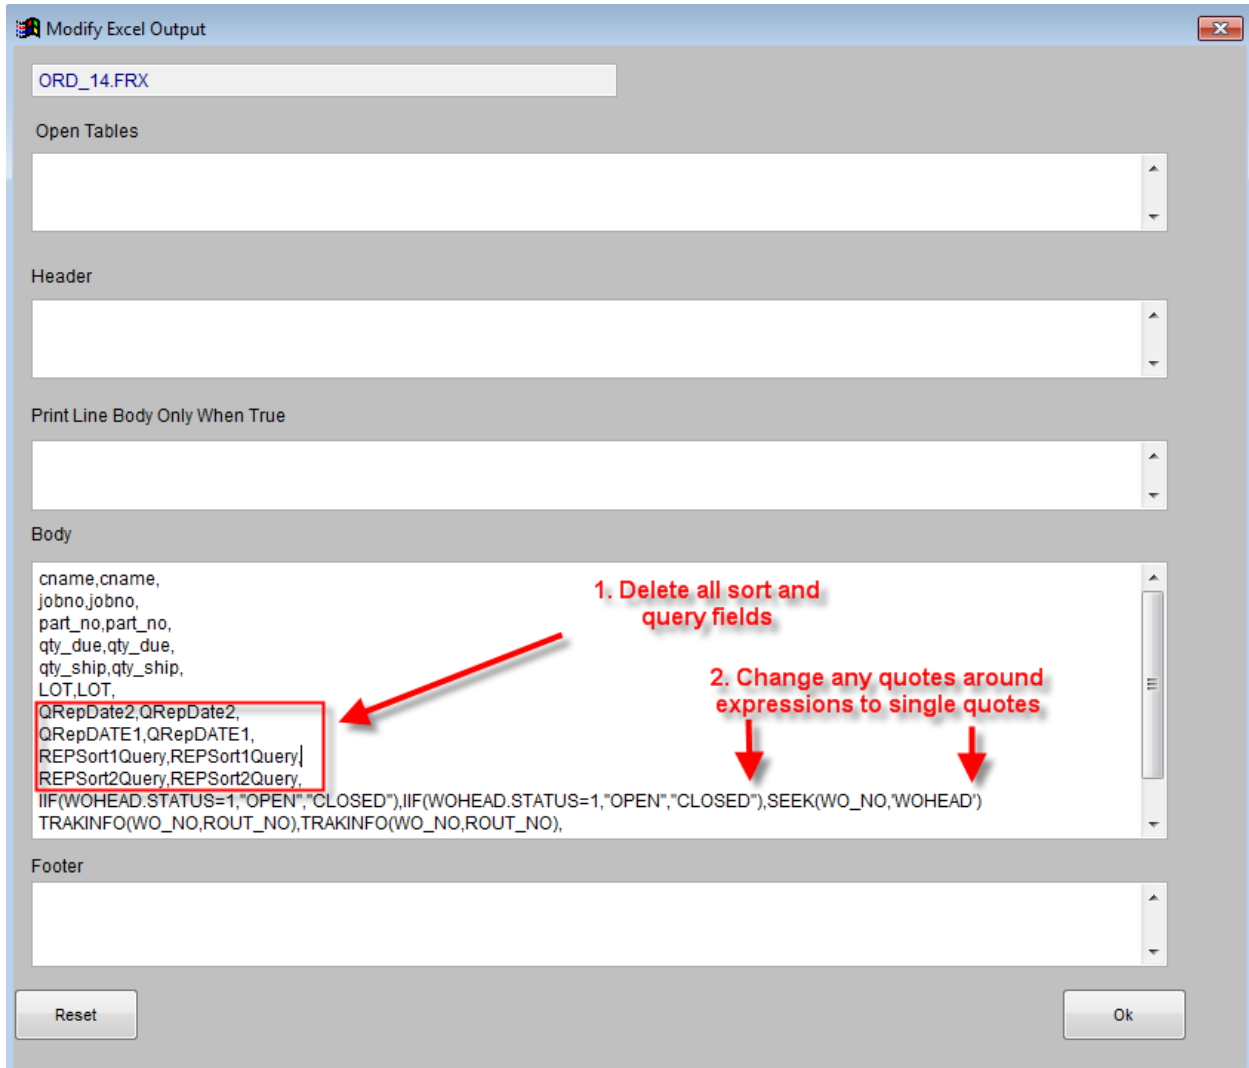 Modify Excel Output
ORD_14.FRX
Open Tables
Header
Print Line Body Only When True
Body
cname,cname,
jobno,jobno,
part_no,part_no,
qty_due,qty_due,
qty_ship,qty_ship,
LOT,LOT,
QRepDate2,QRepDate2,
QRepDATE1,QRepDATE1,
REPSort1Query,REPSort1Query,
REPSort2Query,REPSort2Query,
IIF(WOHEAD.STATUS=1,"OPEN","CLOSED"),IIF(WOHEAD.STATUS=1,"OPEN","CLOSED"),SEEK(WO_NO,'WOHEAD')
TRAKINFO(WO_NO,ROUT_NO),TRAKINFO(WO_NO,ROUT_NO),
1. Delete all sort and
query fields
2. Change any quotes around
expressions to single quotes
Footer
Reset
Ok